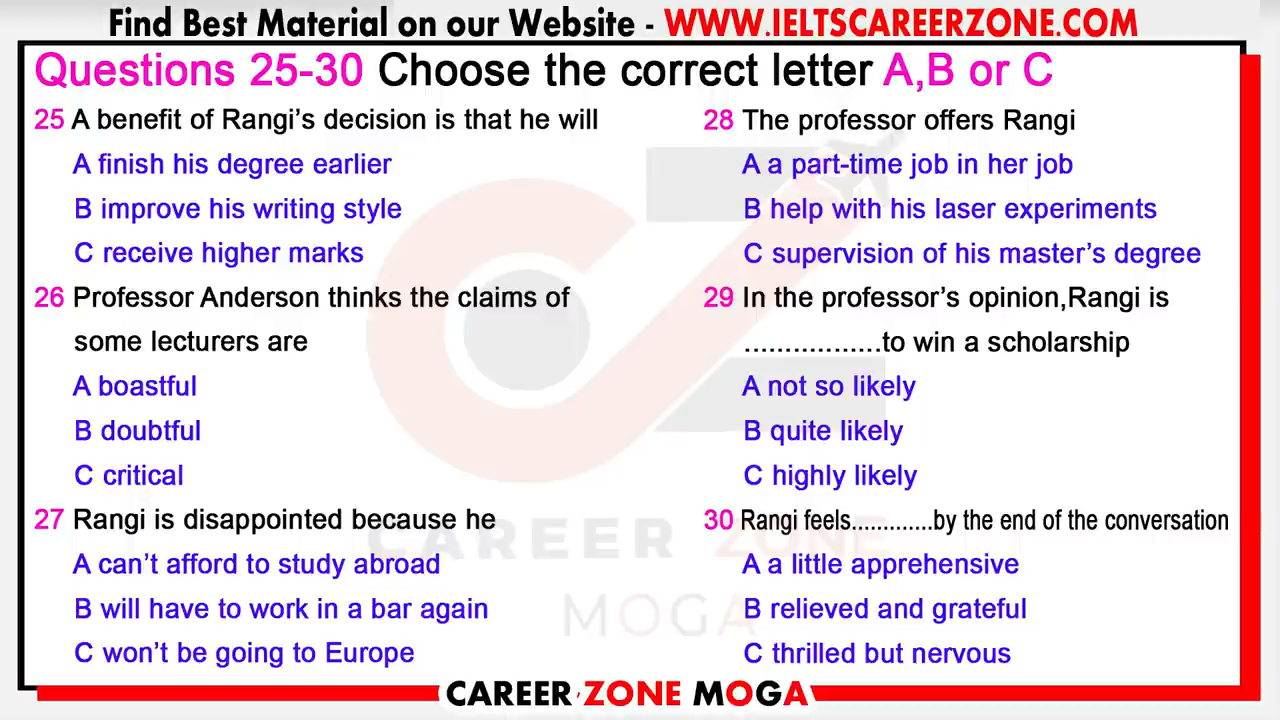 Find Best Material on our Website - WWW.IELTSCAREERZONE.COM
Questions 25-30 Choose the correct letter A,B or C
25 A benefit of Rangi's decision is that he will
A finish his degree earlier
B improve his writing style
C receive higher marks
26 Professor Anderson thinks the claims of
some lecturers are
A boastful
B doubtful
C critical
27 Rangi is disappointed because he
A can't afford to study abroad
B will have to work in a bar again
C won't be going to Europe
28 The professor offers Rangi
A a part-time job in her job
B help with his laser experiments
C supervision of his master's degree
29 In the professor's opinion,Rangi is
.................to win a scholarship
A not so likely
B quite likely
C highly likely
30 Rangi feels.............by the end of the conversation
A a little apprehensive
B relieved and grateful
C thrilled but nervous
CAREER ZONE
MOGA
CAREER ZONE MOGA